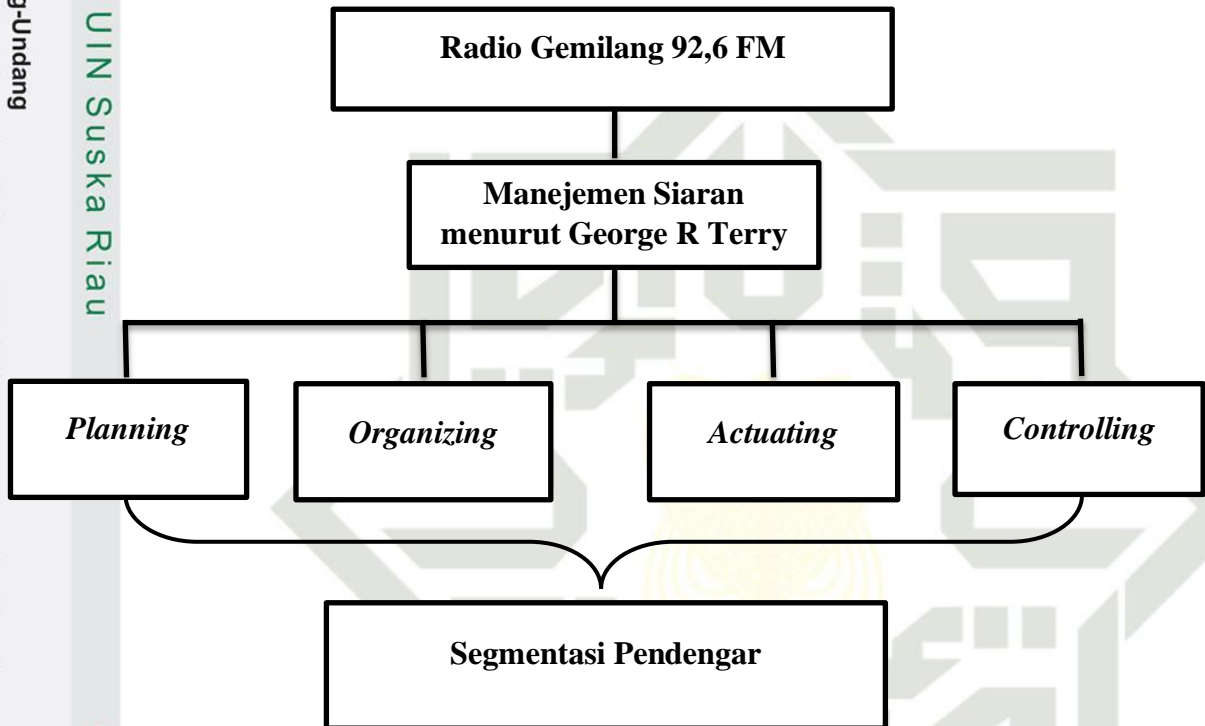 g-Undang
UIN Suska Riau
Radio Gemilang 92,6 FM
Manejemen Siaran
menurut George R Terry
Planning
Organizing
Actuating
Controlling
Segmentasi Pendengar